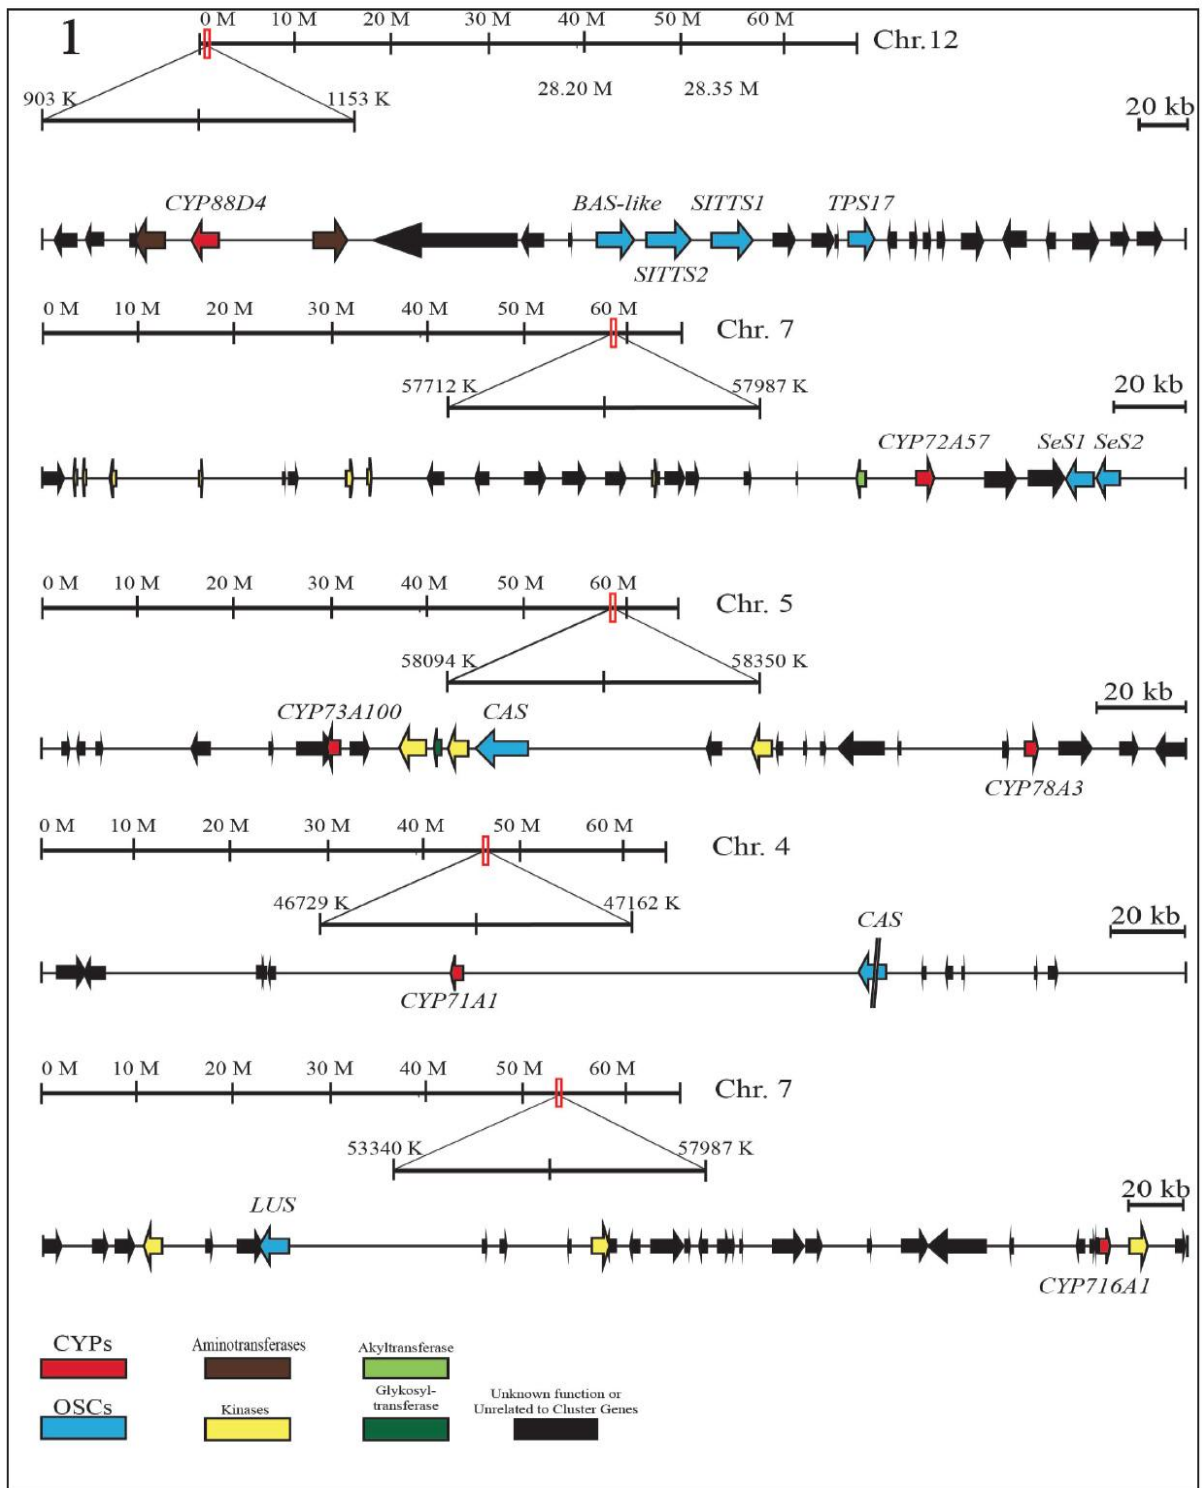 1
0 M 10 M 20 M 30 M 40 M 50 M 60 M
Chr.12
28.20 M 28.35 M
903 K 1153 K
20 kb
CYP88D4 BAS-like SlTTS1 TPS17
SlTTS2
0 M 10 M 20 M 30 M 40 M 50 M 60 M
Chr. 7
57712 K 57987 K
20 kb
CYP72A57 SeS1 SeS2
0 M 10 M 20 M 30 M 40 M 50 M 60 M
Chr. 5
58094 K 58350 K
20 kb
CYP73A100 CAS
CYP78A3
0 M 10 M 20 M 30 M 40 M 50 M 60 M
Chr. 4
46729 K 47162 K
20 kb
CAS
CYP71A1
0 M 10 M 20 M 30 M 40 M 50 M 60 M
Chr. 7
53340 K 57987 K
20 kb
LUS
CYP716A1
CYPs Aminotransferases Akyltransferase
OSCs Kinases
Glykosyl-
transferase
Unknown function or
Unrelated to Cluster Genes